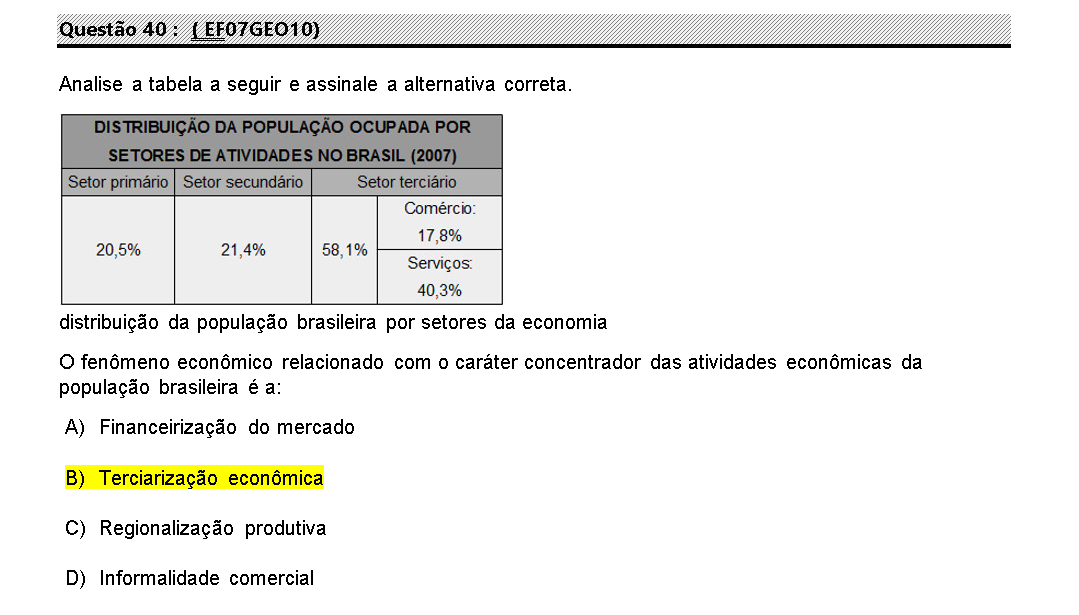 Questão 40 : ( EF07GEO10)
Analise a tabela a seguir e assinale a alternativa correta.
DISTRIBUIÇÃO DA POPULAÇÃO OCUPADA POR
SETORES DE ATIVIDADES NO BRASIL (2007)
Setor primário Setor secundário Setor terciário
20,5% 21,4% 58,1%
Comércio:
17,8%
Serviços:
40,3%
distribuição da população brasileira por setores da economia
O fenômeno econômico relacionado com o caráter concentrador das atividades econômicas da
população brasileira é a:
A) Financeirização do mercado
B) Terciarização econômica
C) Regionalização produtiva
D) Informalidade comercial